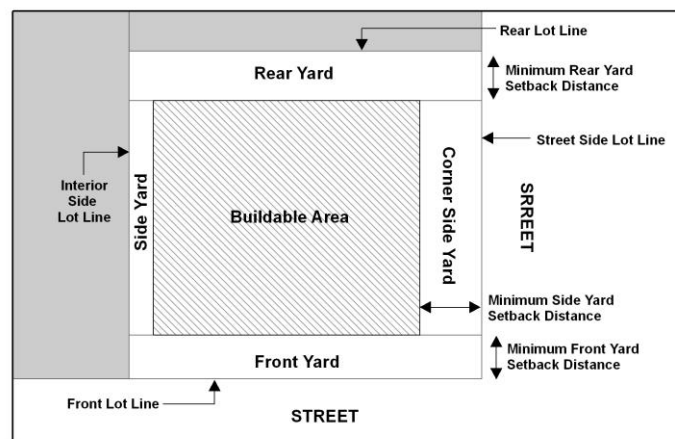 Rear Lot Line
Rear Yard
Minimum Rear Yard
Setback Distance
Street Side Lot Line
Interior
Side
Lot Line
Side Yard
Buildable Area
Corner Side Yard
SRREET
Minimum Side Yard
Setback Distance
Front Yard
Minimum Front Yard
Setback Distance
Front Lot Line
STREET